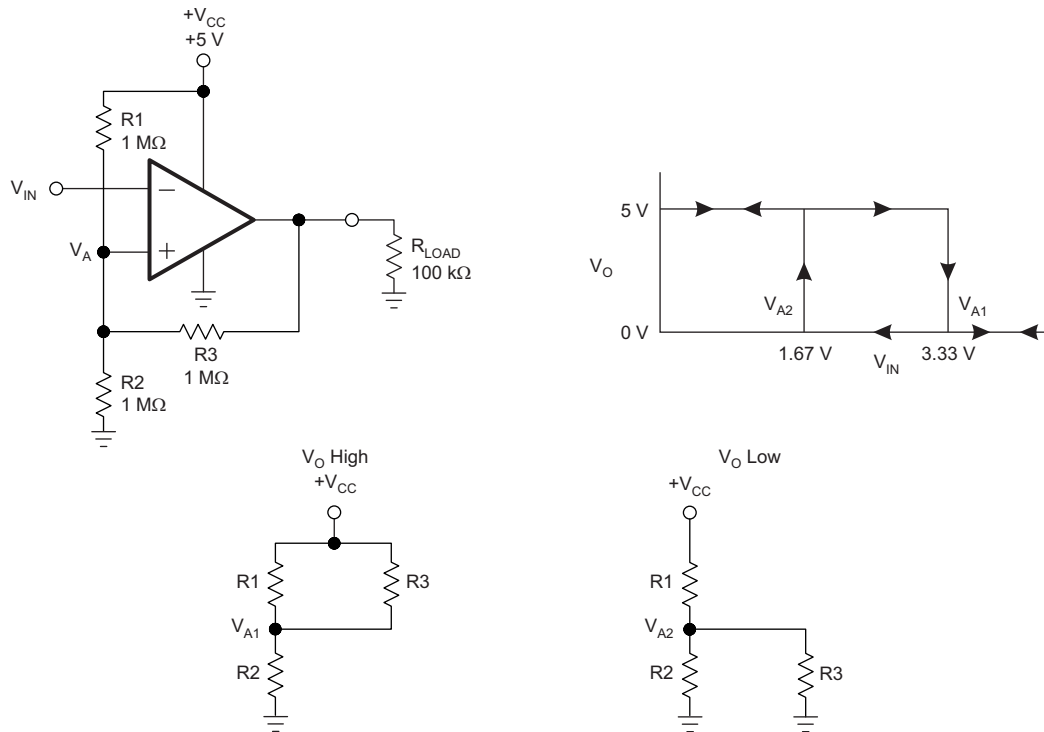 +VCC
+5 V
R1
1 MΩ
VIN
−
VA
+
RLOAD
100 kΩ
R3
1 MΩ
R2
1 MΩ
5 V
VO
VA2
VA1
0 V
1.67 V
VIN
3.33 V
VO High
+VCC
R1
R3
VA1
R2
VO Low
+VCC
R1
VA2
R2
R3